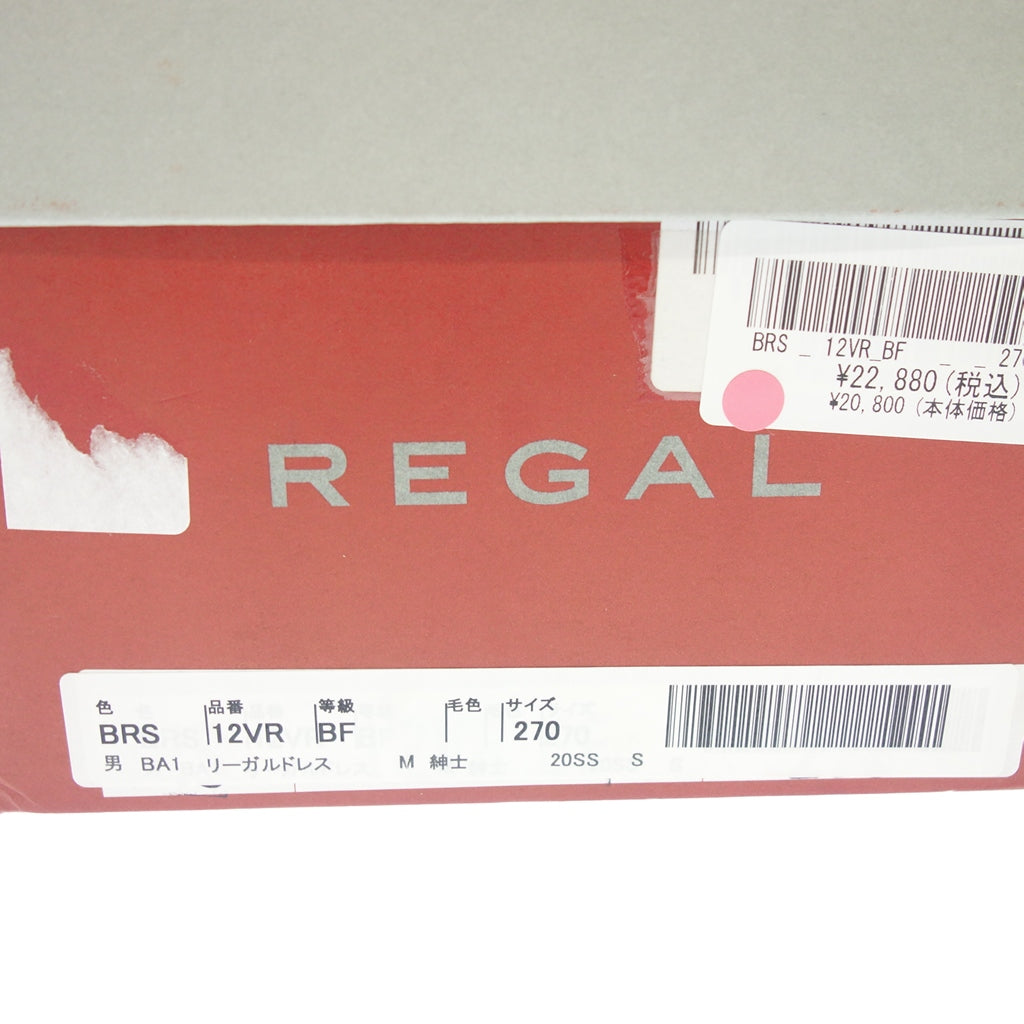 BRS _ 12VR_BF _ _ 270
¥22,880(税込)
¥20,800 (本体価格)
REGAL
色 品番 等級 毛色 サイズ
BRS 12VR BF 270
男 BA1 リーガルドレス M 紳士 20SS S